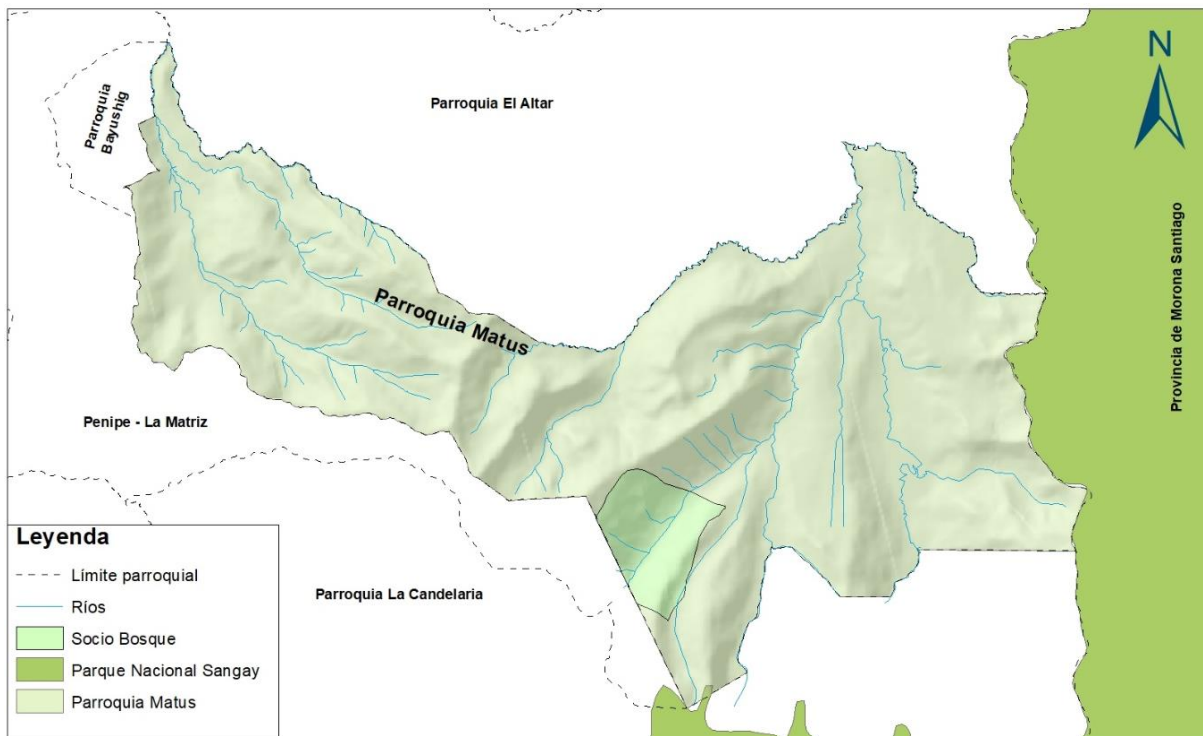 N
Parroquia El Altar
Parroquia
Bayushig
Provincia de Morona Santiago
Parroquia Matus
Penipe - La Matriz
Parroquia La Candelaria
Leyenda
Límite parroquial
Ríos
Socio Bosque
Parque Nacional Sangay
Parroquia Matus